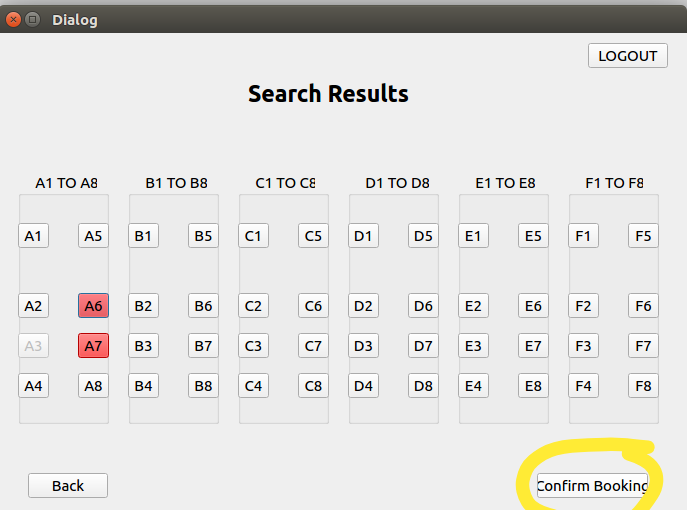 Dialog
LOGOUT
Search Results
A1 TO A8 B1 TO B8 C1 TO C8 D1 TO D8 E1 TO E8 F1 TO F8
A1 A5 B1 B5 C1 C5 D1 D5 E1 E5 F1 F5
A2 A6 B2 B6 C2 C6 D2 D6 E2 E6 F2 F6
A3 A7 B3 B7 C3 C7 D3 D7 E3 E7 F3 F7
A4 A8 B4 B8 C4 C8 D4 D8 E4 E8 F4 F8
Back Confirm Booking